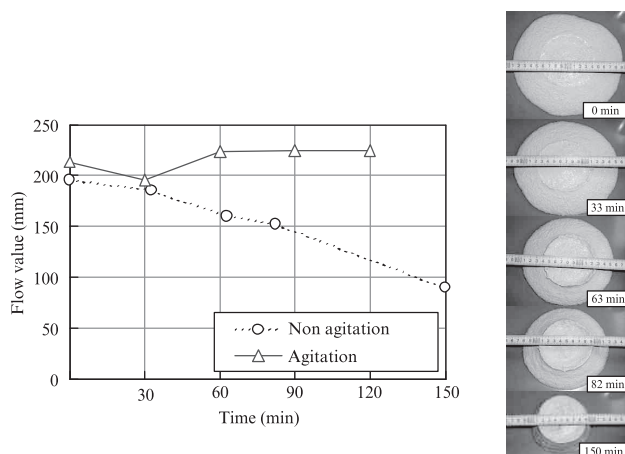 250
200
150
100
50
0
30
60
90
120
150
Flow value (mm)
Time (min)
Non agitation
Agitation
0 min
33 min
63 min
82 min
150 min